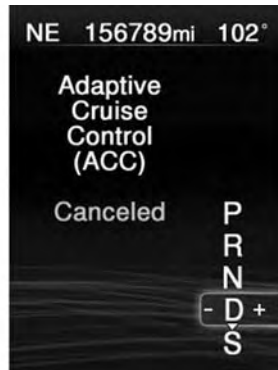 NE 156789mi 102°
Adaptive
Cruise
Control
(ACC)
Canceled
P
R
N
- D +
S